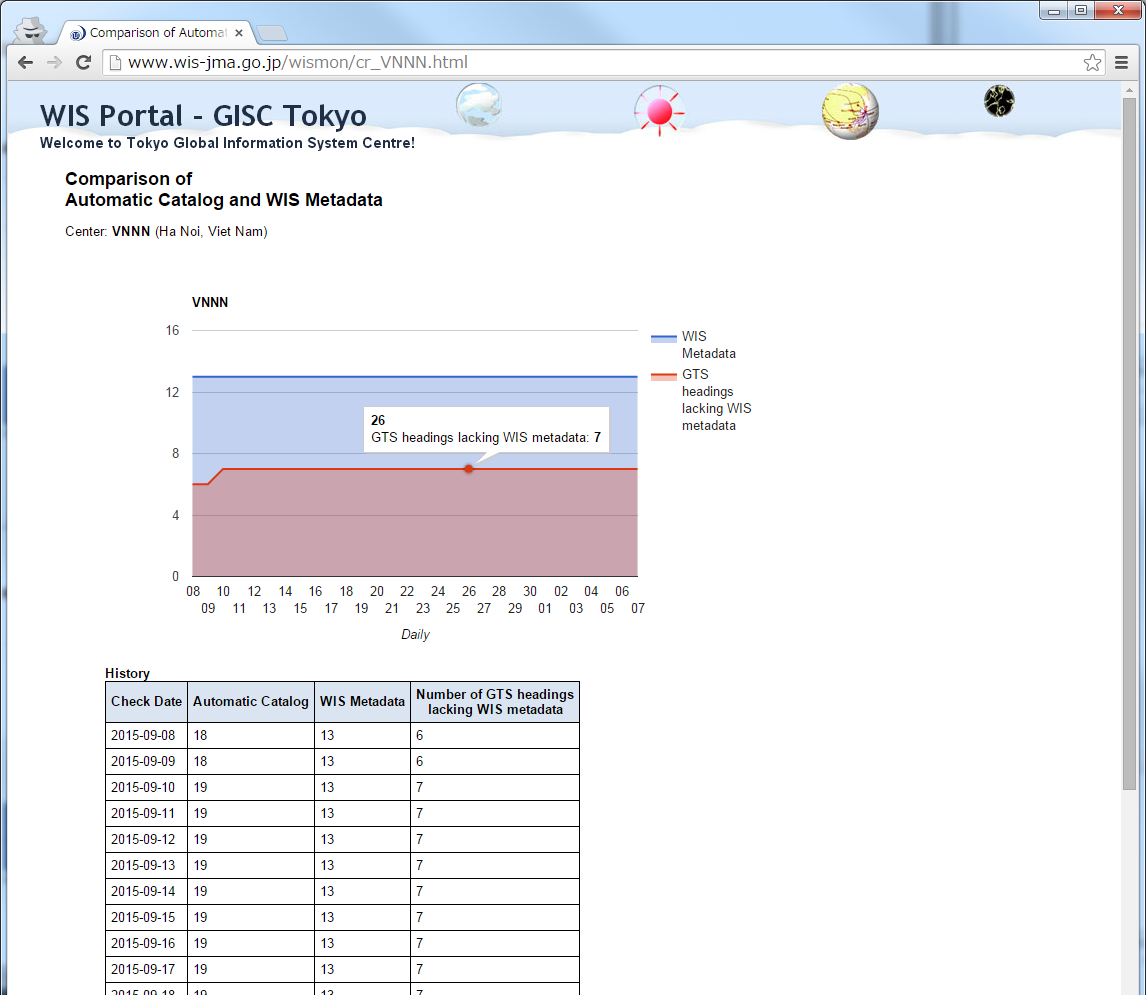 Comparison of Automat
www.wis-jma.go.jp/wismon/cr_VNNN.html
WIS Portal - GISC Tokyo
Welcome to Tokyo Global Information System Centre!
Comparison of
Automatic Catalog and WIS Metadata
Center: VNNN (Ha Noi, Viet Nam)
VNNN
16
12
8
4
0
WIS
Metadata
GTS
headings
lacking WIS
metadata
26
GTS headings lacking WIS metadata: 7
08 10 12 14 16 18 20 22 24 26 28 30 02 04 06
09 11 13 15 17 19 21 23 25 27 29 01 03 05 07
Daily
History
Check Date Automatic Catalog WIS Metadata Number of GTS headings
lacking WIS metadata
2015-09-08 18 13 6
2015-09-09 18 13 6
2015-09-10 19 13 7
2015-09-11 19 13 7
2015-09-12 19 13 7
2015-09-13 19 13 7
2015-09-14 19 13 7
2015-09-15 19 13 7
2015-09-16 19 13 7
2015-09-17 19 13 7
2015-09-18 19 13 7